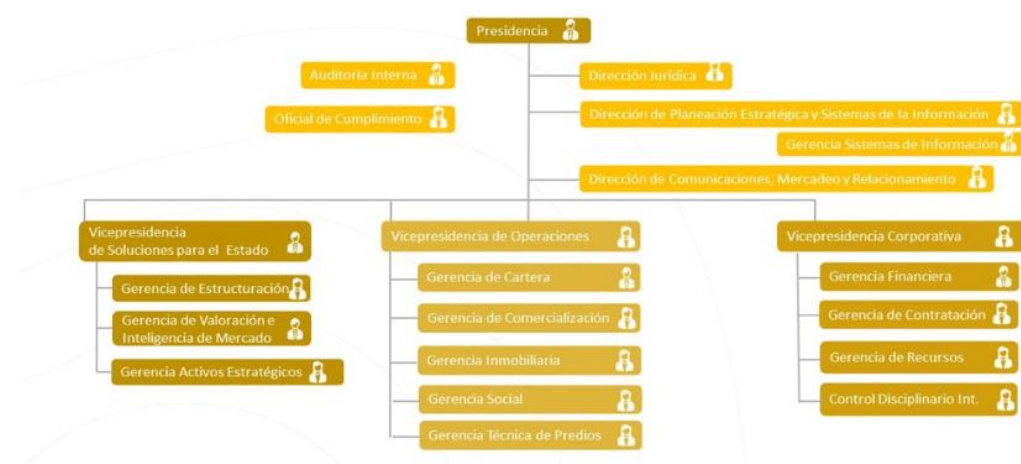 Presidencia
Auditoría Interna
Dirección Jurídica
Oficial de Cumplimiento
Dirección de Planeación Estratégica y Sistemas de la Información
Gerencia Sistemas de Información
Dirección de Comunicaciones, Mercadeo y Relacionamiento
Vicepresidencia
de Soluciones para el Estado
Gerencia de Estructuración
Gerencia de Valoración e
Inteligencia de Mercado
Gerencia Activos Estratégicos
Vicepresidencia de Operaciones
Gerencia de Cartera
Gerencia de Comercialización
Gerencia Inmobiliaria
Gerencia Social
Gerencia Técnica de Predios
Vicepresidencia Corporativa
Gerencia Financiera
Gerencia de Contratación
Gerencia de Recursos
Control Disciplinario Int.